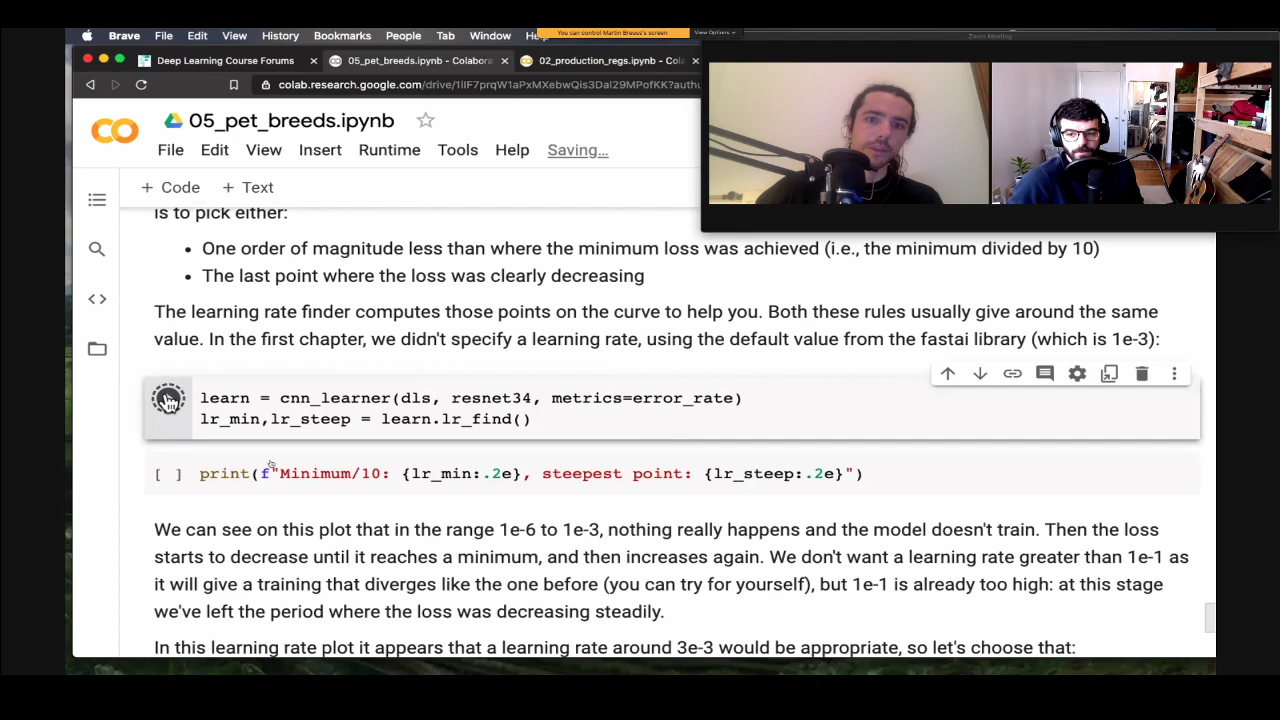 Brave File Edit View History Bookmarks People Tab Window
You can control Martin Breuss's screen View Options
Zoom Meeting
Deep Learning Course Forums 05_pet_breeds.ipynb - Colabora 02_production_regs.ipynb - Cola
colab.research.google.com
CO 05_pet_breeds.ipynb
File Edit View Insert Runtime Tools Help Saving...
+ Code + Text
is to pick either:
• One order of magnitude less than where the minimum loss was achieved (i.e., the minimum divided by 10)
• The last point where the loss was clearly decreasing
The learning rate finder computes those points on the curve to help you. Both these rules usually give around the same
value. In the first chapter, we didn't specify a learning rate, using the default value from the fastai library (which is 1e-3):
learn = cnn_learner(dls, resnet34, metrics=error_rate)
lr_min,lr_steep = learn.lr_find()
[ ] print(f"Minimum/10: {lr_min:.2e}, steepest point: {lr_steep:.2e}")
We can see on this plot that in the range 1e-6 to 1e-3, nothing really happens and the model doesn't train. Then the loss
starts to decrease until it reaches a minimum, and then increases again. We don't want a learning rate greater than 1e-1 as
it will give a training that diverges like the one before (you can try for yourself), but 1e-1 is already too high: at this stage
we've left the period where the loss was decreasing steadily.
In this learning rate plot it appears that a learning rate around 3e-3 would be appropriate, so let's choose that: